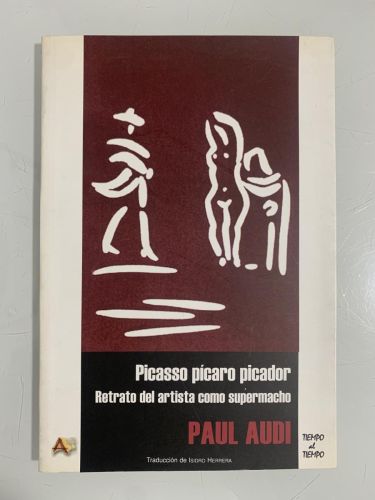 Picasso pícaro picador
Retrato del artista como supermacho
PAUL AUDI
TIEMPO
al
TIEMPO
Traducción de ISIDRO HERRERA